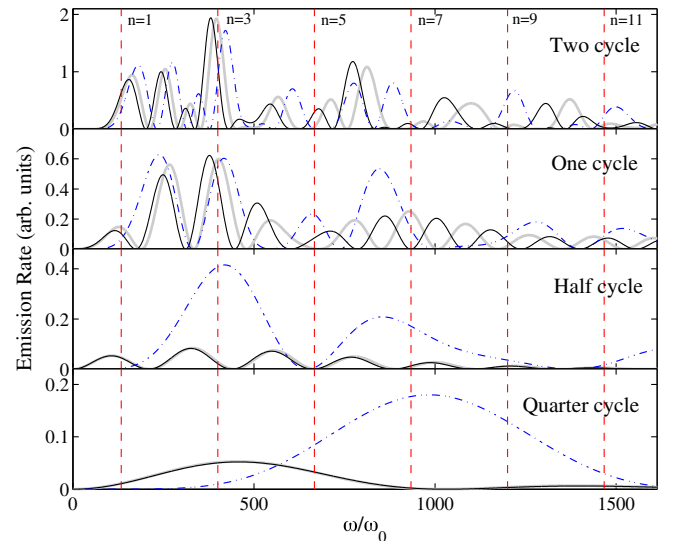 n=1 n=3 n=5 n=7 n=9 n=11
2
Two cycle
1
0
0.6
One cycle
0.4
0.2
0
Half cycle
0.4
0.2
0
0.2
Quarter cycle
0.1
0
0 500 1000 1500
ω/ω0
Emission Rate (arb. units)